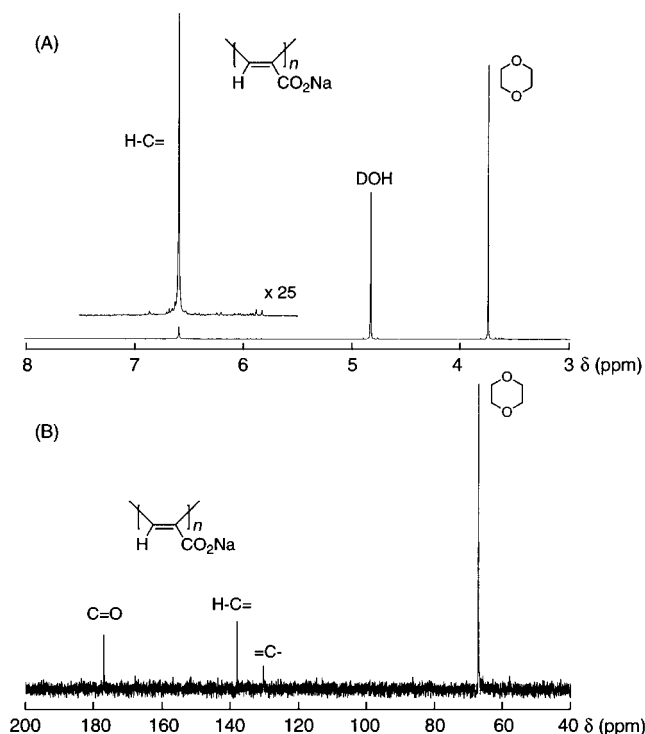 (A)
n
H
CO2Na
O
O
H-C=
DOH
x 25
8 7 6 5 4 3 δ (ppm)
(B)
O
O
n
H
CO2Na
C=O
H-C=
=C-
200 180 160 140 120 100 80 60 40 δ (ppm)